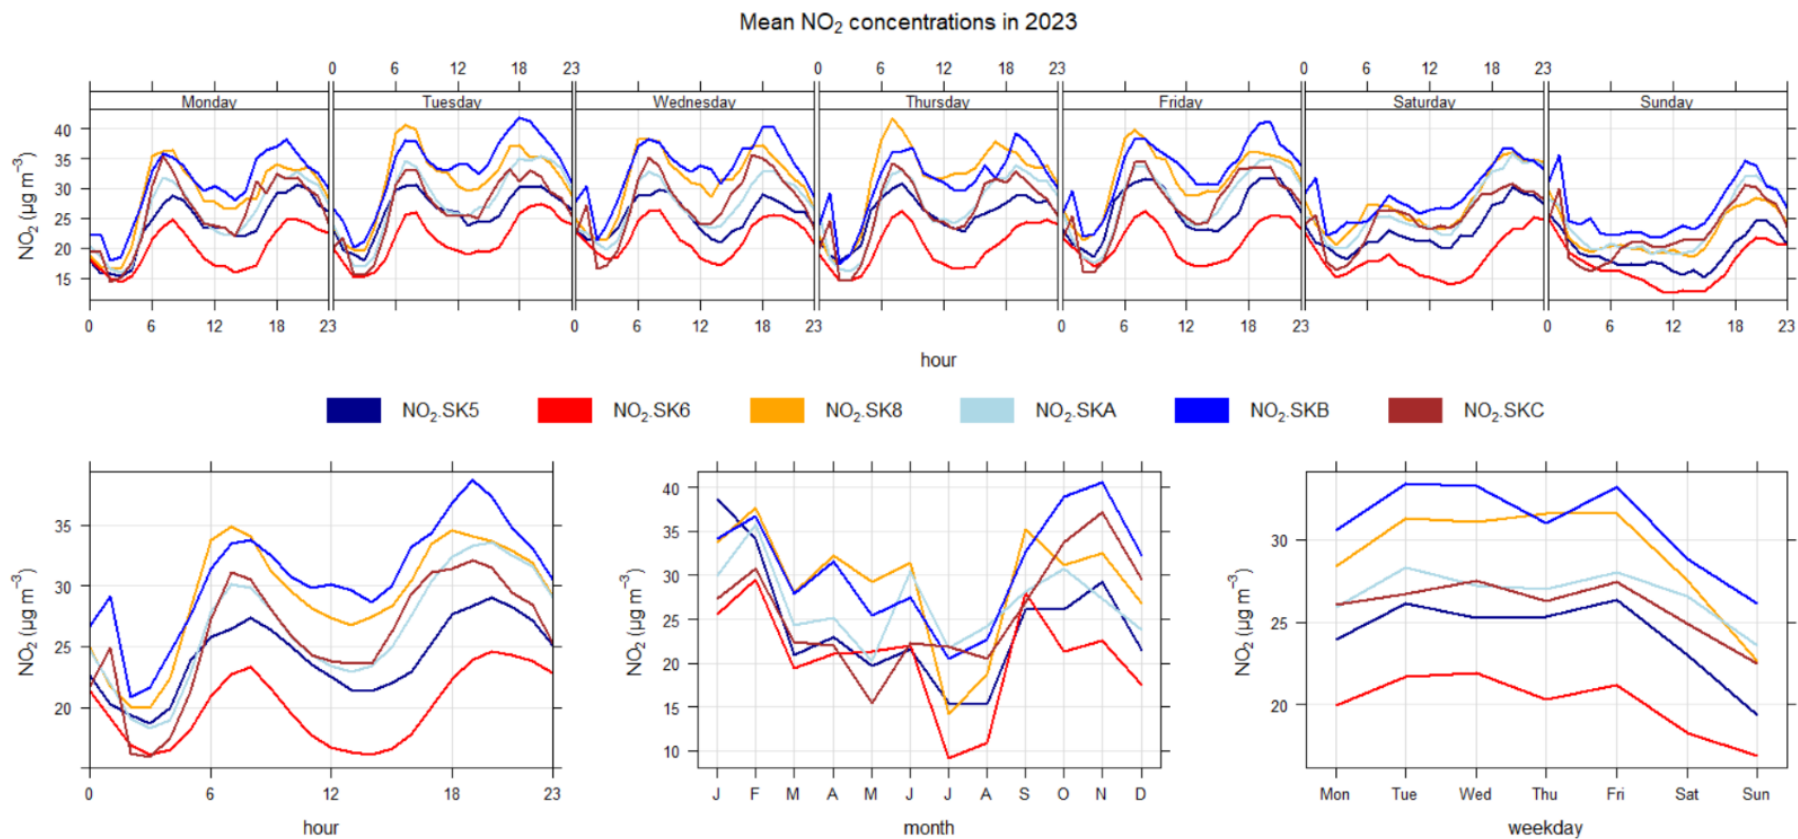 Mean NO₂ concentrations in 2023
0 6 12 18 23 0 6 12 18 23 0 6 12 18 23
Monday Tuesday Wednesday Thursday Friday Saturday Sunday
40
35
30
25
20
15
NO₂ (µg m⁻³)
0 6 12 18 23 0 6 12 18 23 0 6 12 18 23 0 6 12 18 23
hour
NO₂.SK5 NO₂.SK6 NO₂.SK8 NO₂.SKA NO₂.SKB NO₂.SKC
35
30
25
20
NO₂ (µg m⁻³)
0 6 12 18 23
hour
40
35
30
25
20
15
10
NO₂ (µg m⁻³)
J F M A M J J A S O N D
month
30
25
20
NO₂ (µg m⁻³)
Mon Tue Wed Thu Fri Sat Sun
weekday